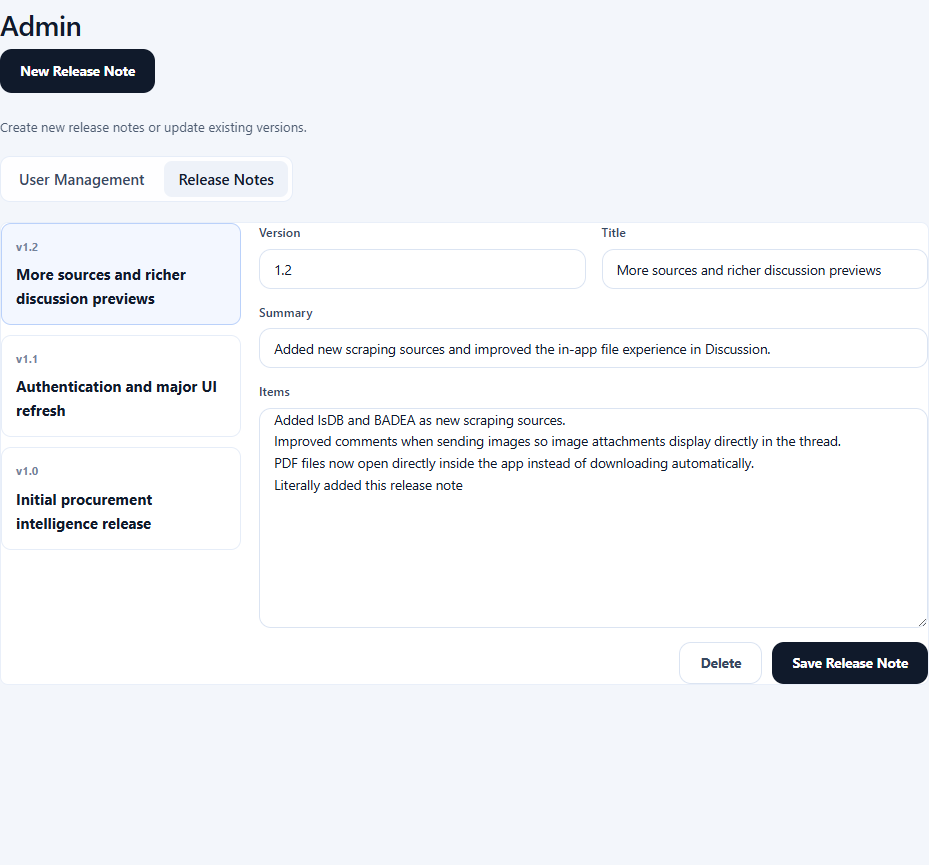 Admin
New Release Note
Create new release notes or update existing versions.
User Management
Release Notes
v1.2
More sources and richer
discussion previews
v1.1
Authentication and major UI
refresh
v1.0
Initial procurement
intelligence release
Version
1.2
Title
More sources and richer discussion previews
Summary
Added new scraping sources and improved the in-app file experience in Discussion.
Items
Added IsDB and BADEA as new scraping sources.
Improved comments when sending images so image attachments display directly in the thread.
PDF files now open directly inside the app instead of downloading automatically.
Literally added this release note
Delete
Save Release Note